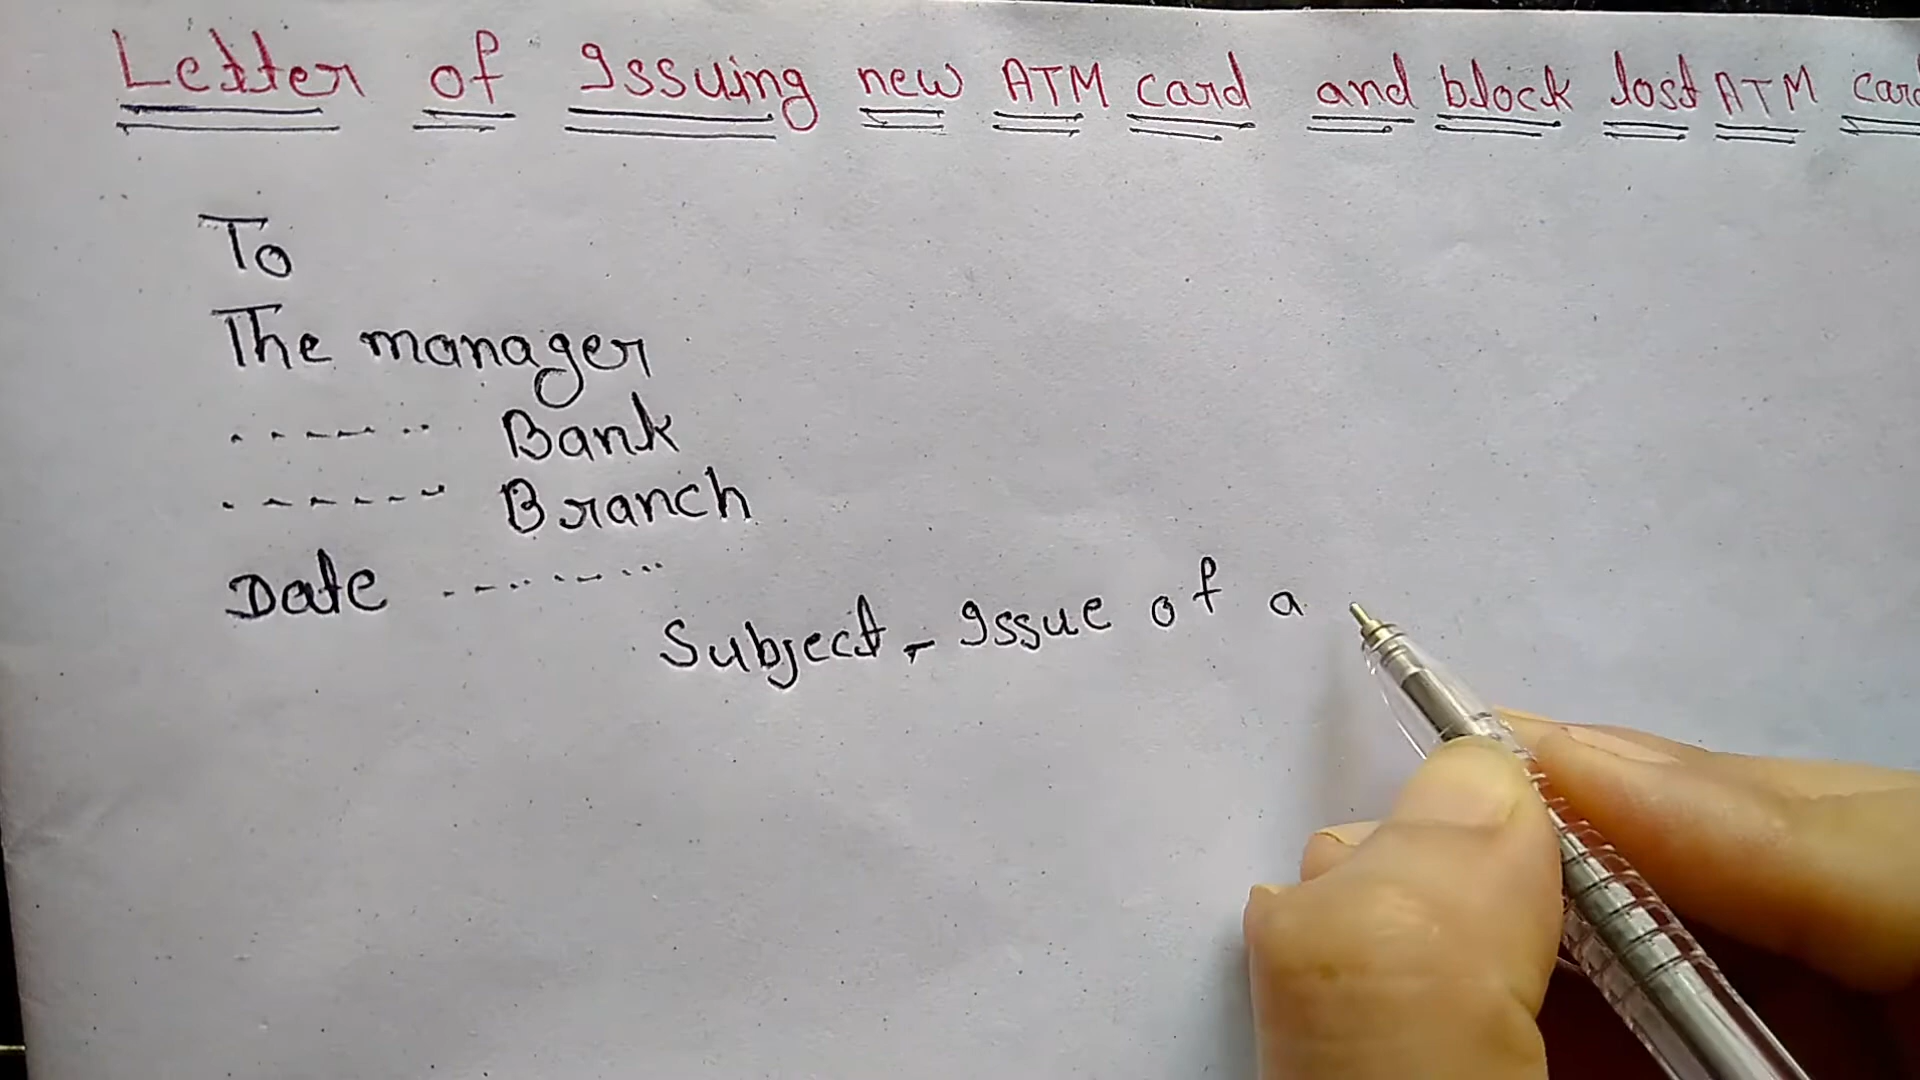 Letter of Issuing new ATM card and block lost ATM card
To
The manager
........ Bank
........ Branch
Date .........
Subject - Issue of a